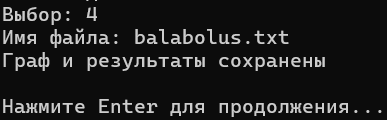 Выбор: 4
Имя файла: balabolus.txt
Граф и результаты сохранены
Нажмите Enter для продолжения...